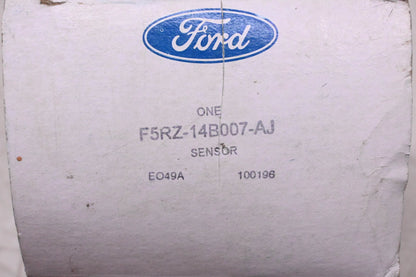 Ford
ONE
F5RZ-14B007-AJ
SENSOR
EO49A 100196